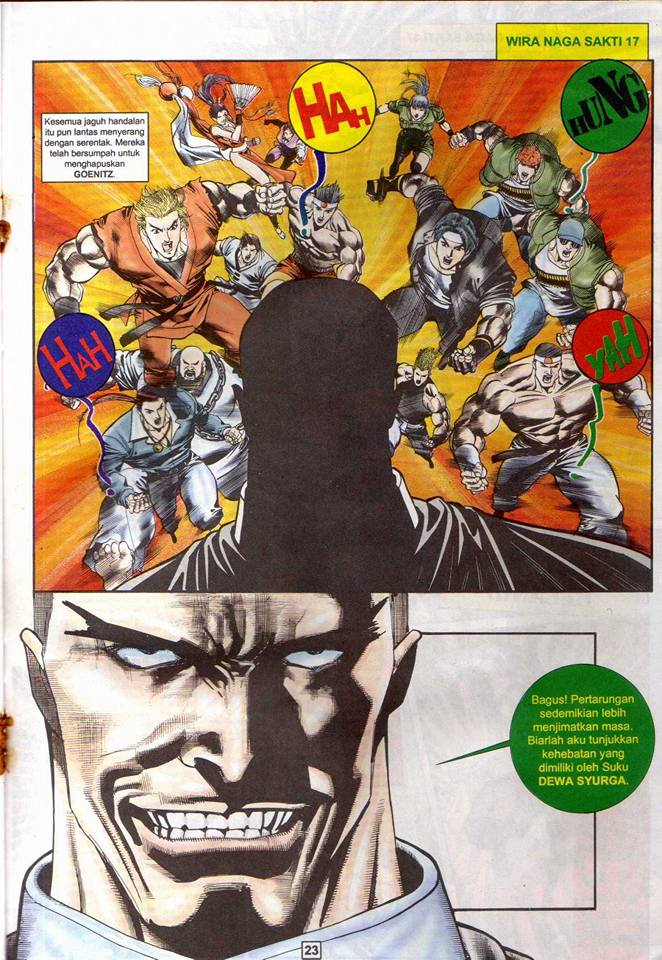 WIRA NAGA SAKTI 17
Kesemua jaguh handalan
itu pun lantas menyerang
dengan serentak. Mereka
telah bersumpah untuk
menghapuskan
GOENITZ.
HAH
HUNG
HAH
YAH
Bagus! Pertarungan
sedemikian lebih
menjimatkan masa.
Biarlah aku tunjukkan
kehebatan yang
dimiliki oleh Suku
DEWA SYURGA.
23